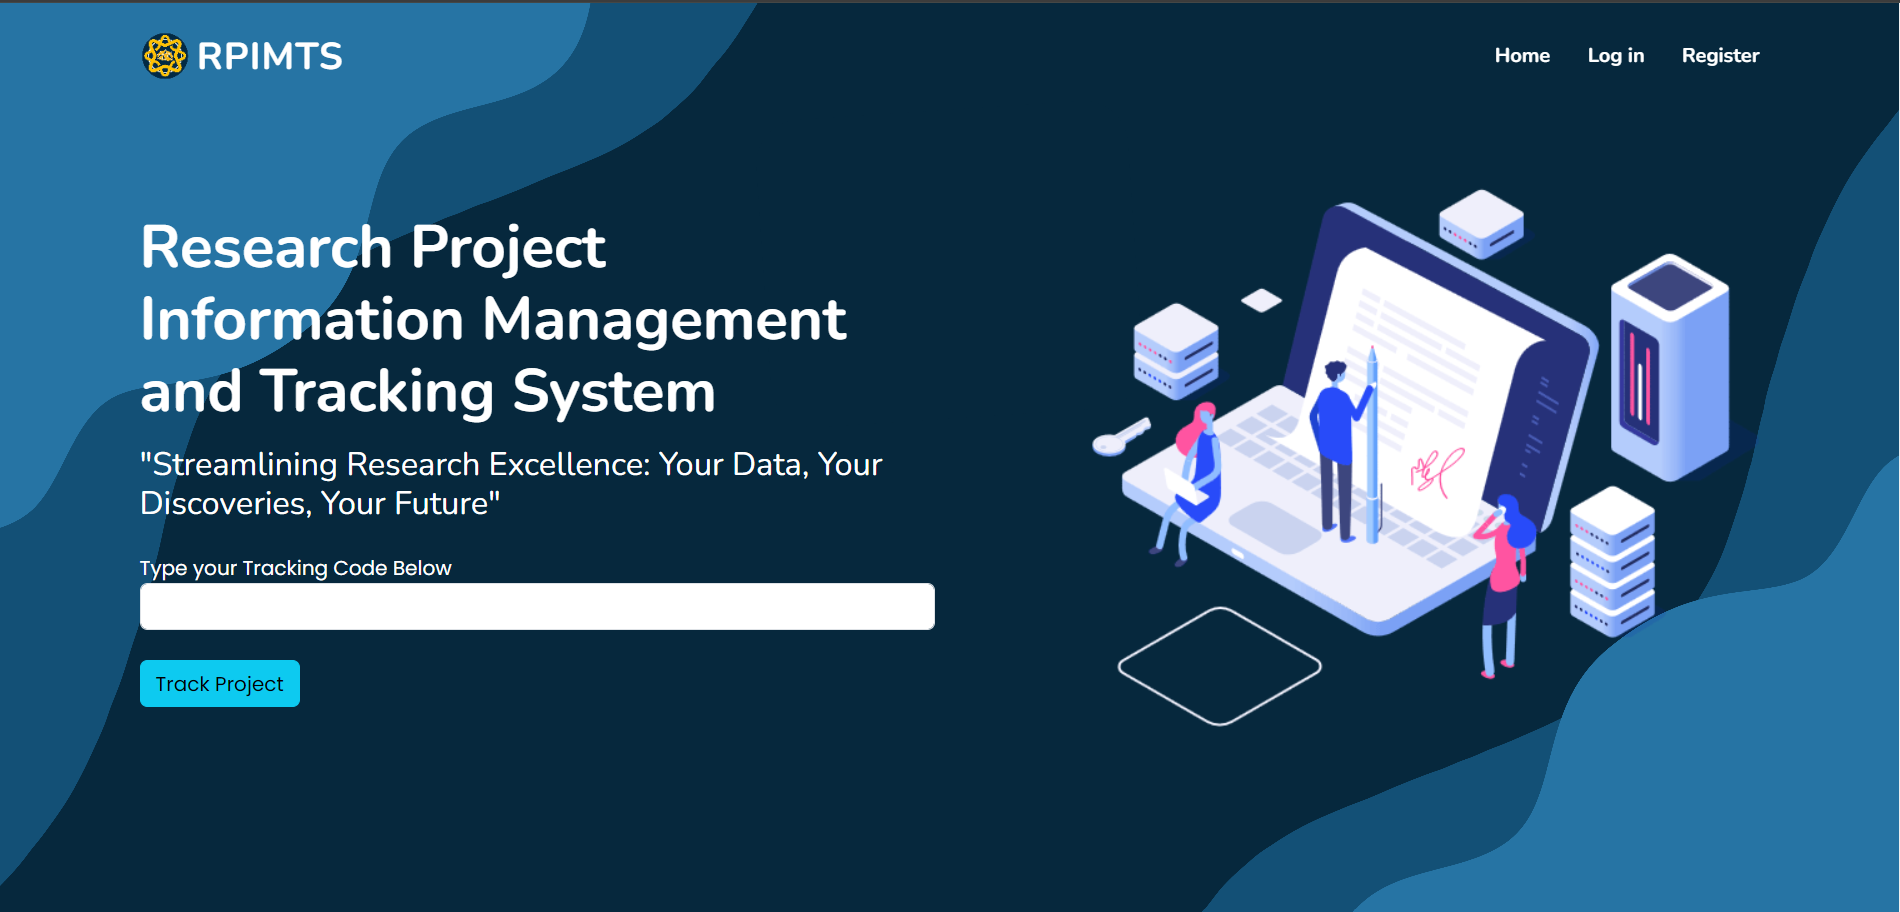 RPIMTS
Home
Log in
Register
Research Project
Information Management
and Tracking System
"Streamlining Research Excellence: Your Data, Your
Discoveries, Your Future"
Type your Tracking Code Below
Track Project